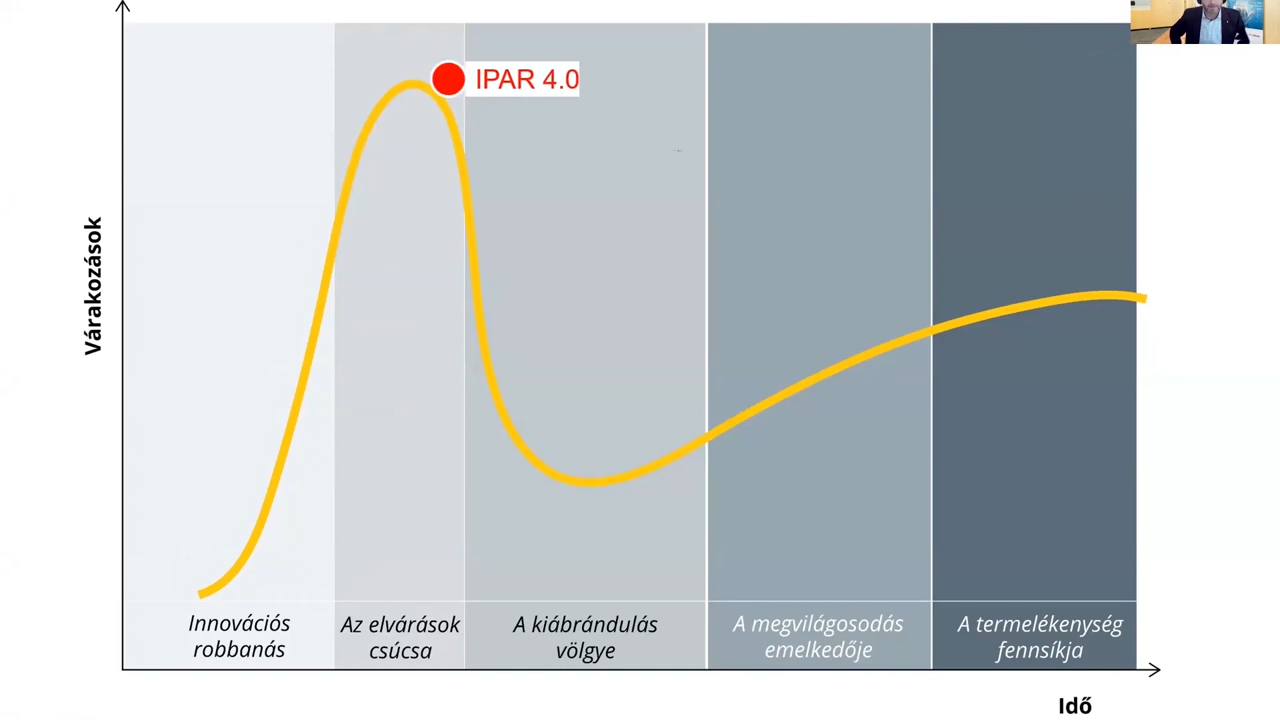 IPAR 4.0
Várakozások
Innovációs
robbanás
Az elvárások
csúcsa
A kiábrándulás
völgye
A megvilágosodás
emelkedője
A termelékenység
fennsíkja
Idő